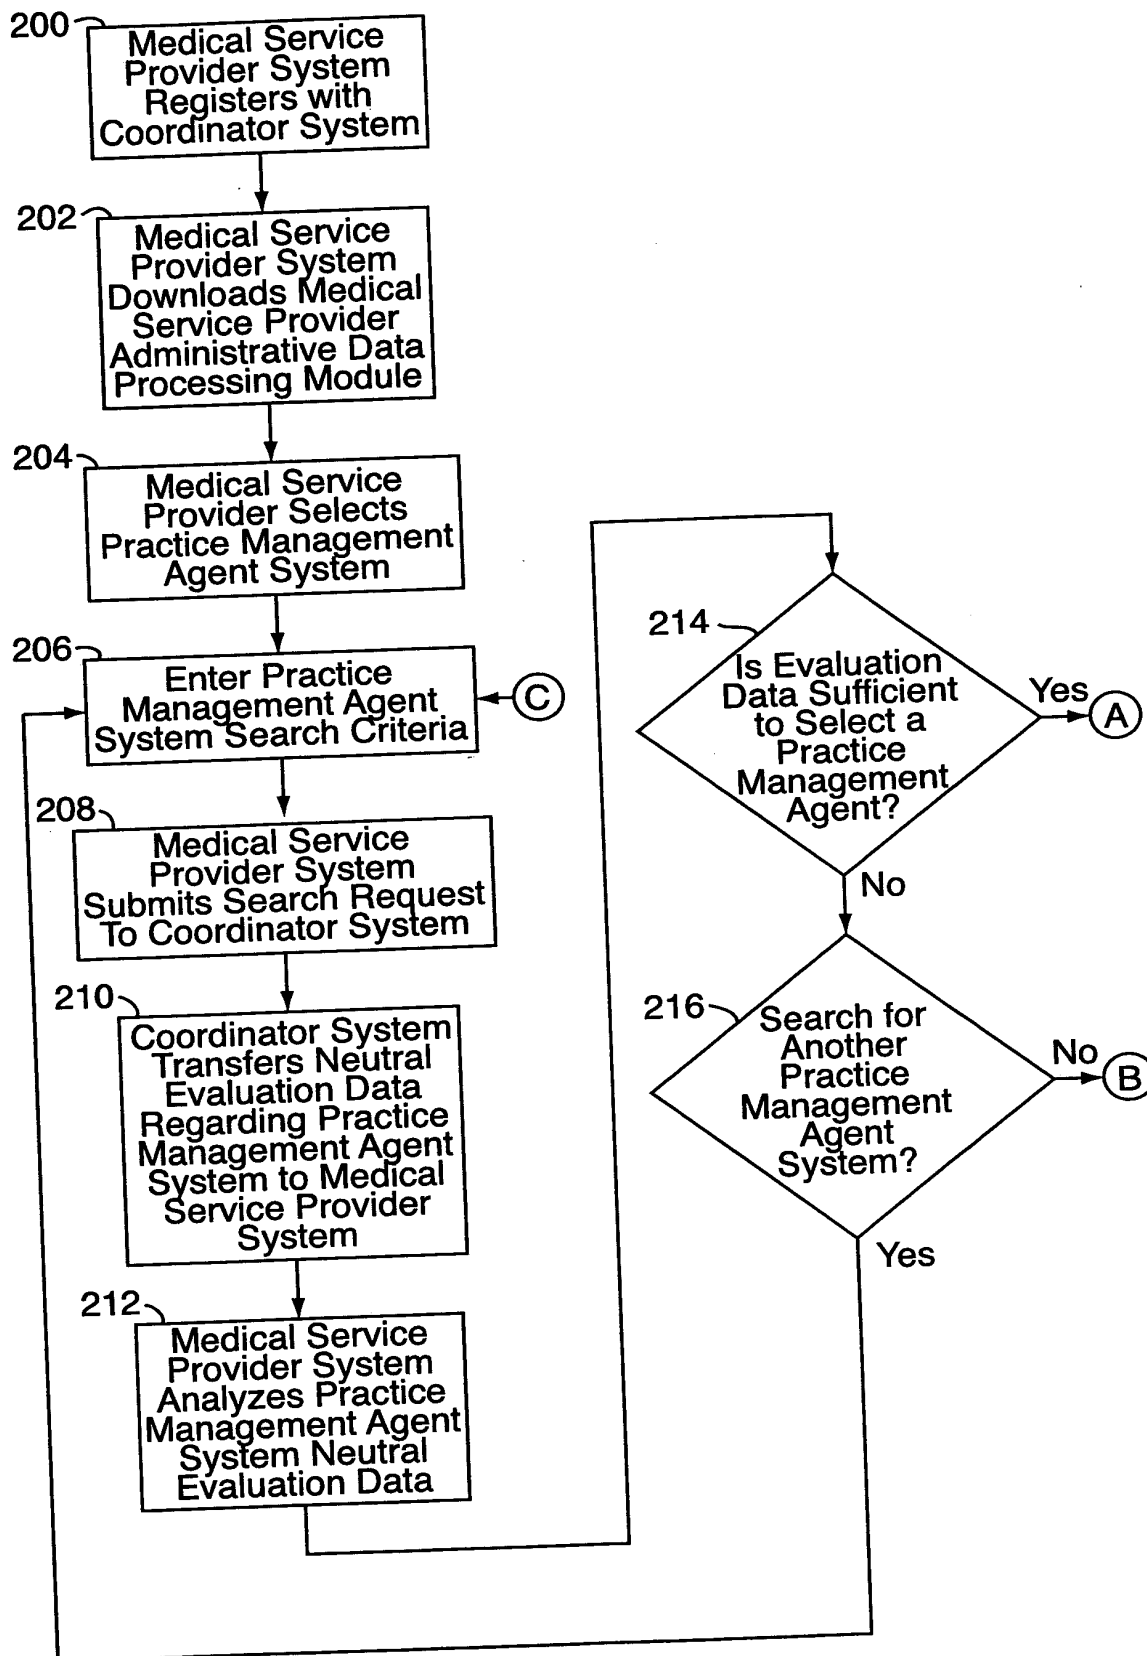 200
Medical Service
Provider System
Registers with
Coordinator System
202
Medical Service
Provider System
Downloads Medical
Service Provider
Administrative Data
Processing Module
204
Medical Service
Provider Selects
Practice Management
Agent System
206
Enter Practice
Management Agent
System Search Criteria
C
208
Medical Service
Provider System
Submits Search Request
To Coordinator System
210
Coordinator System
Transfers Neutral
Evaluation Data
Regarding Practice
Management Agent
System to Medical
Service Provider
System
212
Medical Service
Provider System
Analyzes Practice
Management Agent
System Neutral
Evaluation Data
214
Is Evaluation
Data Sufficient
to Select a
Practice
Management
Agent?
Yes
A
No
216
Search for
Another
Practice
Management
Agent
System?
No
B
Yes